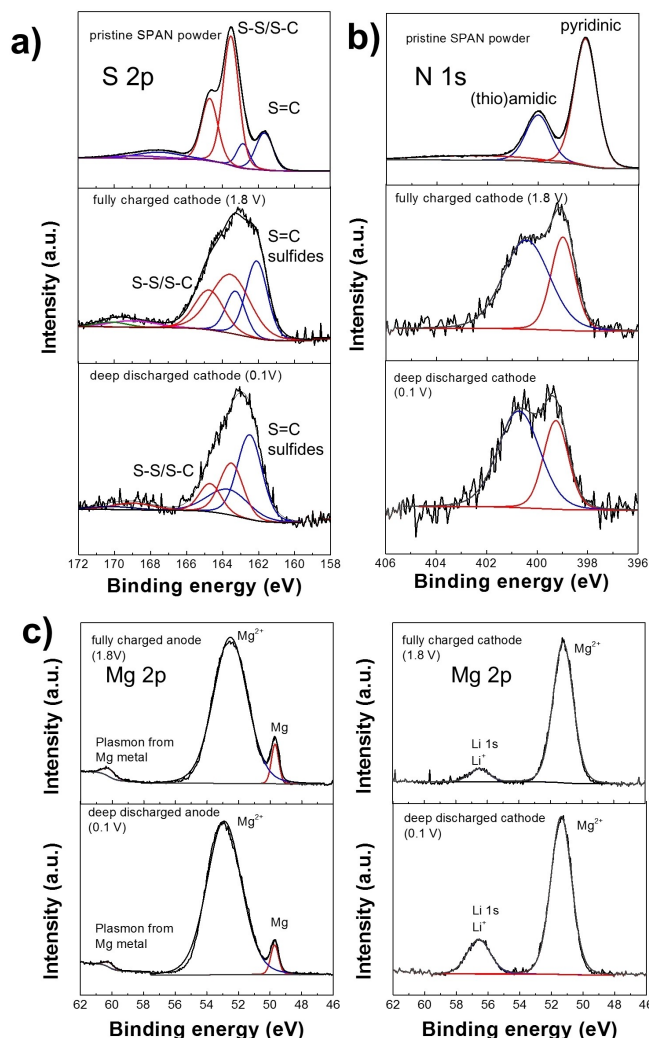 a)
pristine SPAN powder
S 2p
S-S/S-C
S=C
fully charged cathode (1.8 V)
S-S/S-C
S=C
sulfides
deep discharged cathode (0.1V)
S-S/S-C
S=C
sulfides
Intensity (a.u.)
172 170 168 166 164 162 160 158
Binding energy (eV)
b)
pristine SPAN powder
N 1s
pyridinic
(thio)amidic
fully charged cathode (1.8 V)
deep discharged cathode
(0.1 V)
Intensity (a.u.)
406 404 402 400 398 396
Binding energy (eV)
c)
fully charged anode
(1.8V)
Mg 2p
Mg²⁺
Mg
Plasmon from
Mg metal
Intensity (a.u.)
deep discharged anode
(0.1 V)
Mg²⁺
Mg
Plasmon from
Mg metal
Intensity (a.u.)
62 60 58 56 54 52 50 48 46
Binding energy (eV)
fully charged cathode
(1.8 V)
Mg 2p
Mg²⁺
Li 1s
Li⁺
Intensity (a.u.)
deep discharged cathode
(0.1 V)
Mg²⁺
Li 1s
Li⁺
Intensity (a.u.)
62 60 58 56 54 52 50 48 46
Binding energy (eV)